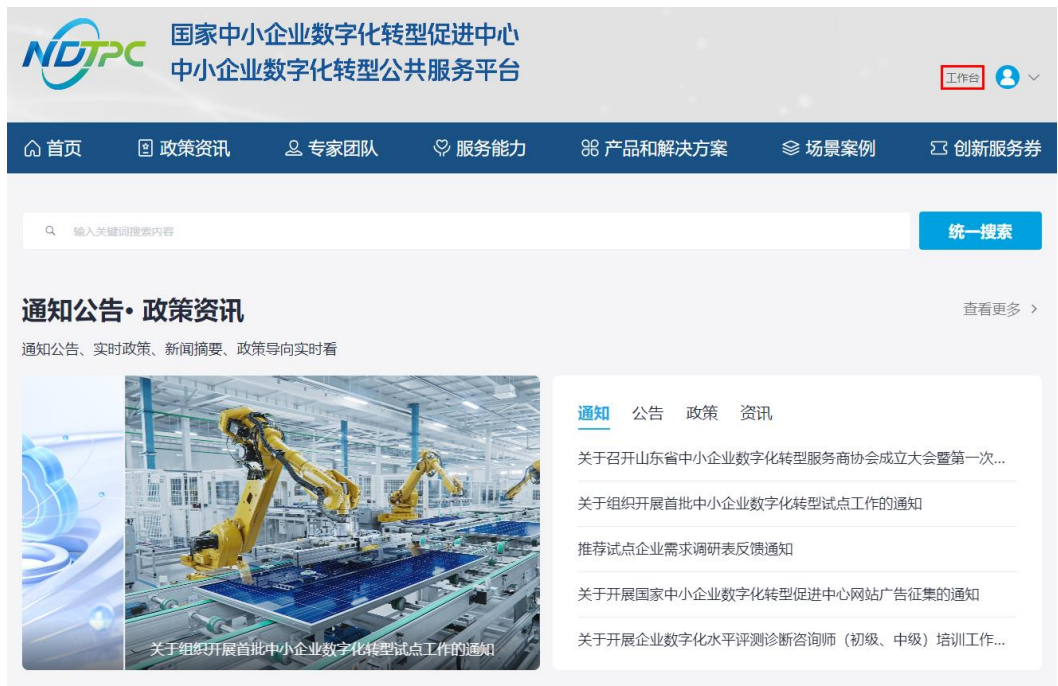 NDTPC
国家中小企业数字化转型促进中心
中小企业数字化转型公共服务平台
工作台
首页 政策资讯 专家团队 服务能力 产品和解决方案 场景案例 创新服务券
输入关键词搜索内容 统一搜索
通知公告• 政策资讯 查看更多 >
通知公告、实时政策、新闻摘要、政策导向实时看
通知 公告 政策 资讯
关于召开山东省中小企业数字化转型服务商协会成立大会暨第一次...
关于组织开展首批中小企业数字化转型试点工作的通知
推荐试点企业需求调研表反馈通知
关于开展国家中小企业数字化转型促进中心网站广告征集的通知
关于开展企业数字化水平评测诊断咨询师（初级、中级）培训工作...
关于组织开展首批中小企业数字化转型试点工作的通知